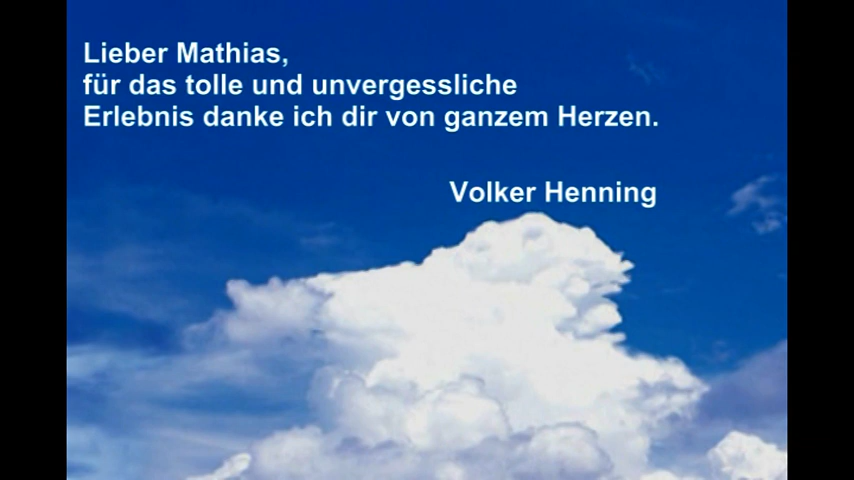 Lieber Mathias,
für das tolle und unvergessliche
Erlebnis danke ich dir von ganzem Herzen.
Volker Henning